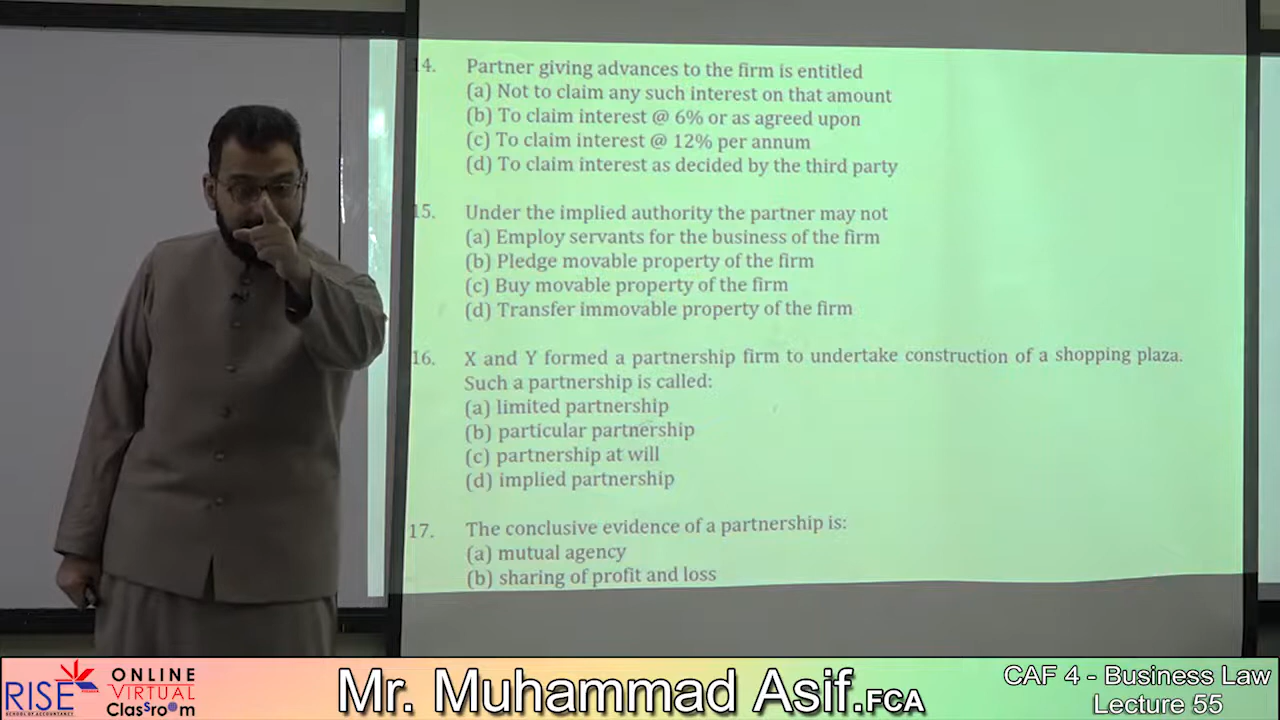 14. Partner giving advances to the firm is entitled
(a) Not to claim any such interest on that amount
(b) To claim interest @ 6% or as agreed upon
(c) To claim interest @ 12% per annum
(d) To claim interest as decided by the third party
15. Under the implied authority the partner may not
(a) Employ servants for the business of the firm
(b) Pledge movable property of the firm
(c) Buy movable property of the firm
(d) Transfer immovable property of the firm
16. X and Y formed a partnership firm to undertake construction of a shopping plaza.
Such a partnership is called:
(a) limited partnership
(b) particular partnership
(c) partnership at will
(d) implied partnership
17. The conclusive evidence of a partnership is:
(a) mutual agency
(b) sharing of profit and loss
RISE
SCHOOL OF ACCOUNTANCY
ONLINE
VIRTUAL
Classroom
Mr. Muhammad Asif.FCA
CAF 4 - Business Law
Lecture 55